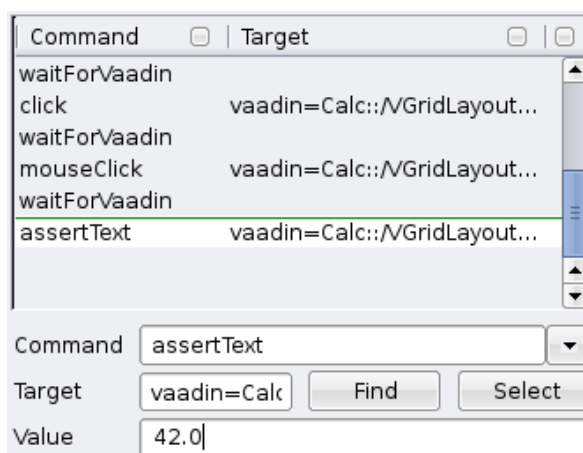 Command Target
waitForVaadin
click vaadin=Calc::/VGridLayout...
waitForVaadin
mouseClick vaadin=Calc::/VGridLayout...
waitForVaadin
assertText vaadin=Calc::/VGridLayout...
Command assertText
Target vaadin=Calc Find Select
Value 42.0